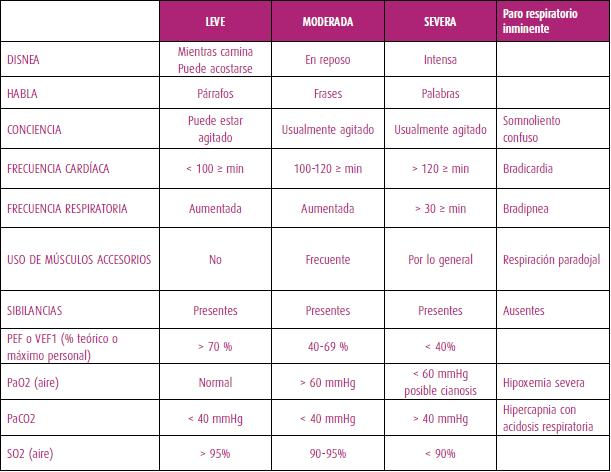 LEVE MODERADA SEVERA Paro respiratorio
inminente
DISNEA Mientras camina
Puede acostarse En reposo Intensa
HABLA Párrafos Frases Palabras
CONCIENCIA Puede estar
agitado Usualmente agitado Usualmente agitado Somnoliento
confuso
FRECUENCIA CARDÍACA < 100 ≥ min 100-120 ≥ min > 120 ≥ min Bradicardia
FRECUENCIA RESPIRATORIA Aumentada Aumentada > 30 ≥ min Bradipnea
USO DE MÚSCULOS ACCESORIOS No Frecuente Por lo general Respiración paradojal
SIBILANCIAS Presentes Presentes Presentes Ausentes
PEF o VEF1 (% teórico o
máximo personal) > 70 % 40-69 % < 40%
PaO2 (aire) Normal > 60 mmHg < 60 mmHg
posible cianosis Hipoxemia severa
PaCO2 < 40 mmHg < 40 mmHg > 40 mmHg Hipercapnia con
acidosis respiratoria
SO2 (aire) > 95% 90-95% < 90%